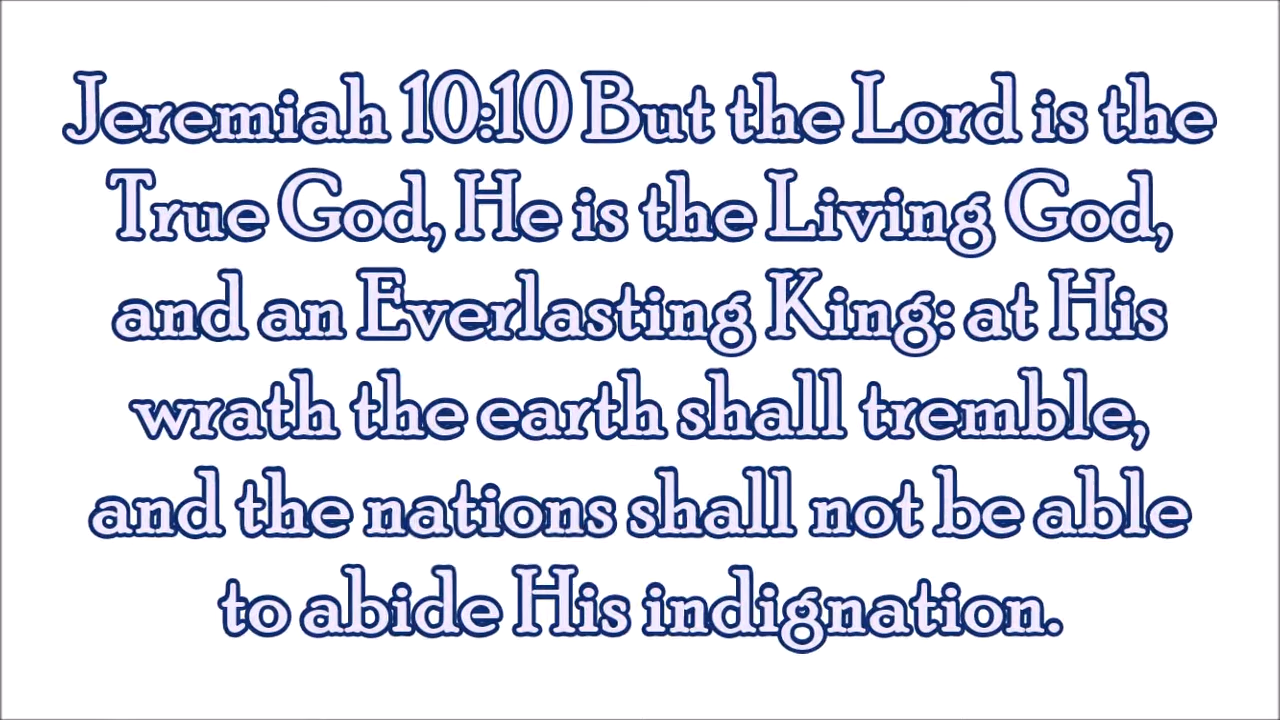 Jeremiah 10:10 But the Lord is the
True God, He is the Living God,
and an Everlasting King: at His
wrath the earth shall tremble,
and the nations shall not be able
to abide His indignation.